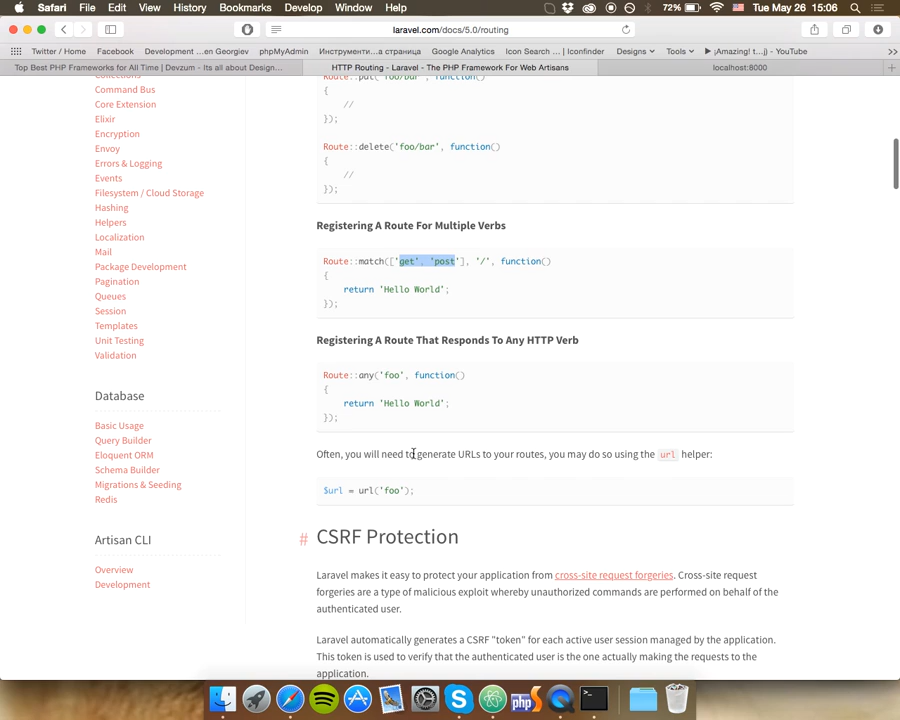 Safari File Edit View History Bookmarks Develop Window Help 72% Tue May 26 15:06
laravel.com/docs/5.0/routing
Twitter / Home Facebook Development ...en Georgiev phpMyAdmin Инструменти...а страница Google Analytics Icon Search ... | Iconfinder Designs Tools ► ¡Amazing! t...j) - YouTube >>
Top Best PHP Frameworks for All Time | Devzum - Its all about Design... HTTP Routing - Laravel - The PHP Framework For Web Artisans localhost:8000 +
Collections
Command Bus
Core Extension
Elixir
Encryption
Envoy
Errors & Logging
Events
Filesystem / Cloud Storage
Hashing
Helpers
Localization
Mail
Package Development
Pagination
Queues
Session
Templates
Unit Testing
Validation
Database
Basic Usage
Query Builder
Eloquent ORM
Schema Builder
Migrations & Seeding
Redis
Artisan CLI
Overview
Development
Route::put('foo/bar', function()
{
//
});
Route::delete('foo/bar', function()
{
//
});
Registering A Route For Multiple Verbs
Route::match(['get', 'post'], '/', function()
{
return 'Hello World';
});
Registering A Route That Responds To Any HTTP Verb
Route::any('foo', function()
{
return 'Hello World';
});
Often, you will need to generate URLs to your routes, you may do so using the url helper:
$url = url('foo');
# CSRF Protection
Laravel makes it easy to protect your application from cross-site request forgeries. Cross-site request
forgeries are a type of malicious exploit whereby unauthorized commands are performed on behalf of the
authenticated user.
Laravel automatically generates a CSRF "token" for each active user session managed by the application.
This token is used to verify that the authenticated user is the one actually making the requests to the
application.
php